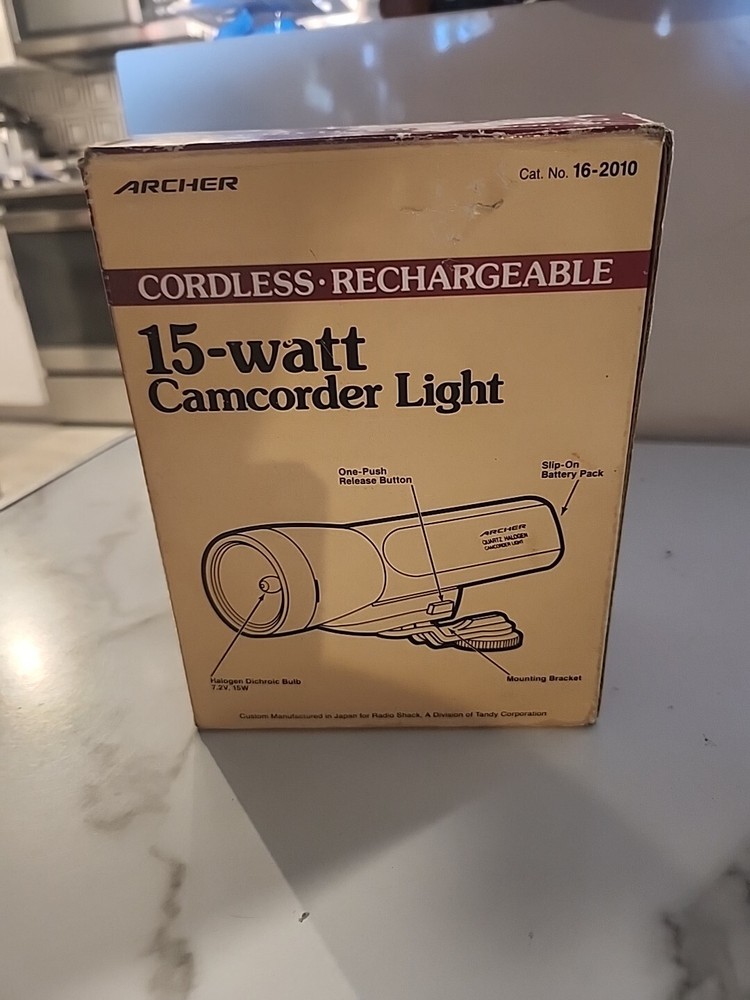 ARCHER
Cat. No. 16-2010
CORDLESS · RECHARGEABLE
15-watt
Camcorder Light
One-Push
Release Button
Slip-On
Battery Pack
ARCHER
QUARTZ HALOGEN
CAMCORDER LIGHT
Halogen Dichroic Bulb
7.2V, 15W
Mounting Bracket
Custom Manufactured in Japan for Radio Shack, A Division of Tandy Corporation